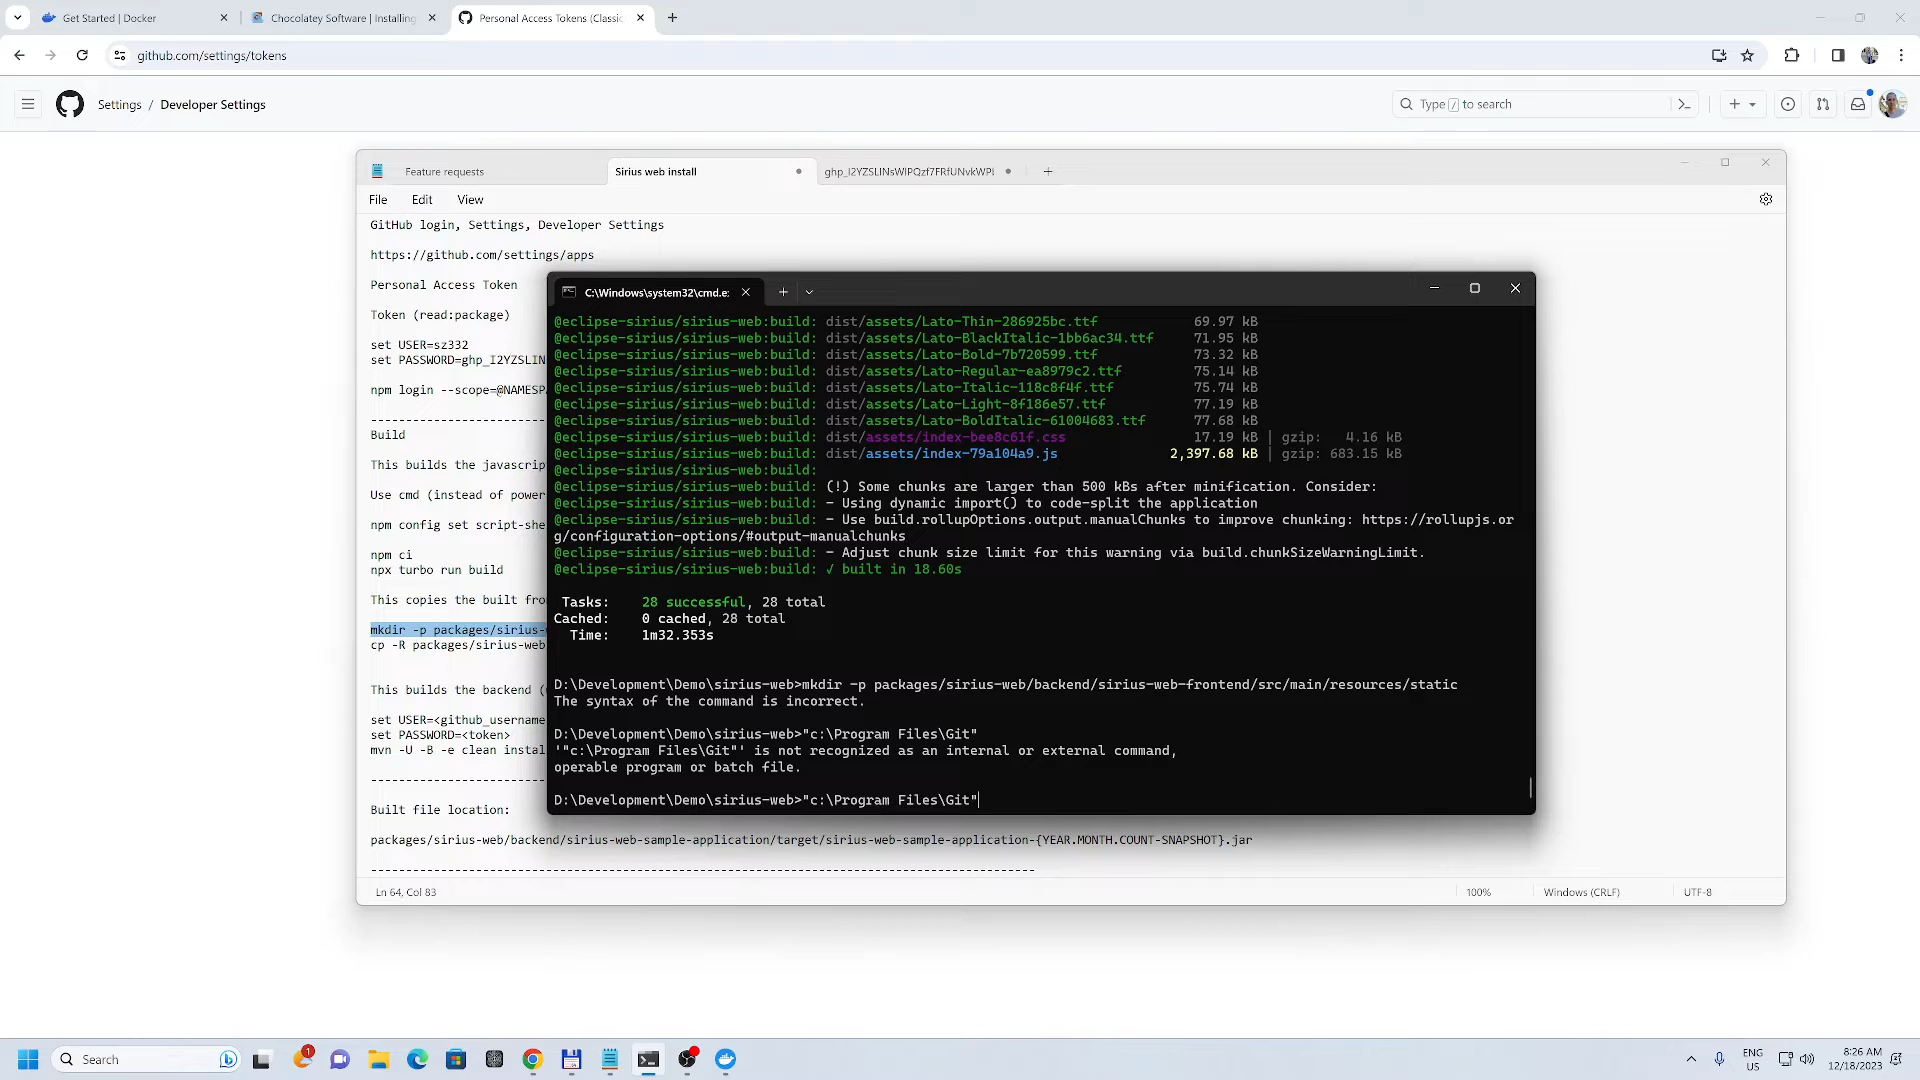 Get Started | Docker
Chocolatey Software | Installing
Personal Access Tokens (Classic
github.com/settings/tokens
Settings / Developer Settings
Type / to search
Feature requests
Sirius web install
ghp_I2YZSLINsWlPQzf7FRfUNvkWPl
File Edit View
GitHub login, Settings, Developer Settings
https://github.com/settings/apps
Personal Access Token
Token (read:package)
set USER=sz332
set PASSWORD=ghp_I2YZSLIN
npm login --scope=@NAMESP
Build
This builds the javascrip
Use cmd (instead of power
npm config set script-she
npm ci
npx turbo run build
This copies the built fro
mkdir -p packages/sirius-
cp -R packages/sirius-web
This builds the backend (
set USER=<github_username
set PASSWORD=<token>
mvn -U -B -e clean instal
Built file location:
packages/sirius-web/backend/sirius-web-sample-application/target/sirius-web-sample-application-{YEAR.MONTH.COUNT-SNAPSHOT}.jar
Ln 64, Col 83
100%
Windows (CRLF)
UTF-8
C:\Windows\system32\cmd.e:
@eclipse-sirius/sirius-web:build: dist/assets/Lato-Thin-286925bc.ttf 69.97 kB
@eclipse-sirius/sirius-web:build: dist/assets/Lato-BlackItalic-1bb6ac34.ttf 71.95 kB
@eclipse-sirius/sirius-web:build: dist/assets/Lato-Bold-7b720599.ttf 73.32 kB
@eclipse-sirius/sirius-web:build: dist/assets/Lato-Regular-ea8979c2.ttf 75.14 kB
@eclipse-sirius/sirius-web:build: dist/assets/Lato-Italic-118c8f4f.ttf 75.74 kB
@eclipse-sirius/sirius-web:build: dist/assets/Lato-Light-8f186e57.ttf 77.19 kB
@eclipse-sirius/sirius-web:build: dist/assets/Lato-BoldItalic-61004683.ttf 77.68 kB
@eclipse-sirius/sirius-web:build: dist/assets/index-bee8c61f.css 17.19 kB | gzip: 4.16 kB
@eclipse-sirius/sirius-web:build: dist/assets/index-79a104a9.js 2,397.68 kB | gzip: 683.15 kB
@eclipse-sirius/sirius-web:build:
@eclipse-sirius/sirius-web:build: (!) Some chunks are larger than 500 kBs after minification. Consider:
@eclipse-sirius/sirius-web:build: - Using dynamic import() to code-split the application
@eclipse-sirius/sirius-web:build: - Use build.rollupOptions.output.manualChunks to improve chunking: https://rollupjs.or
g/configuration-options/#output-manualchunks
@eclipse-sirius/sirius-web:build: - Adjust chunk size limit for this warning via build.chunkSizeWarningLimit.
@eclipse-sirius/sirius-web:build: √ built in 18.60s
Tasks: 28 successful, 28 total
Cached: 0 cached, 28 total
Time: 1m32.353s
D:\Development\Demo\sirius-web>mkdir -p packages/sirius-web/backend/sirius-web-frontend/src/main/resources/static
The syntax of the command is incorrect.
D:\Development\Demo\sirius-web>"c:\Program Files\Git"
'"c:\Program Files\Git"' is not recognized as an internal or external command,
operable program or batch file.
D:\Development\Demo\sirius-web>"c:\Program Files\Git"
Search
1
ENG
US
8:26 AM
12/18/2023